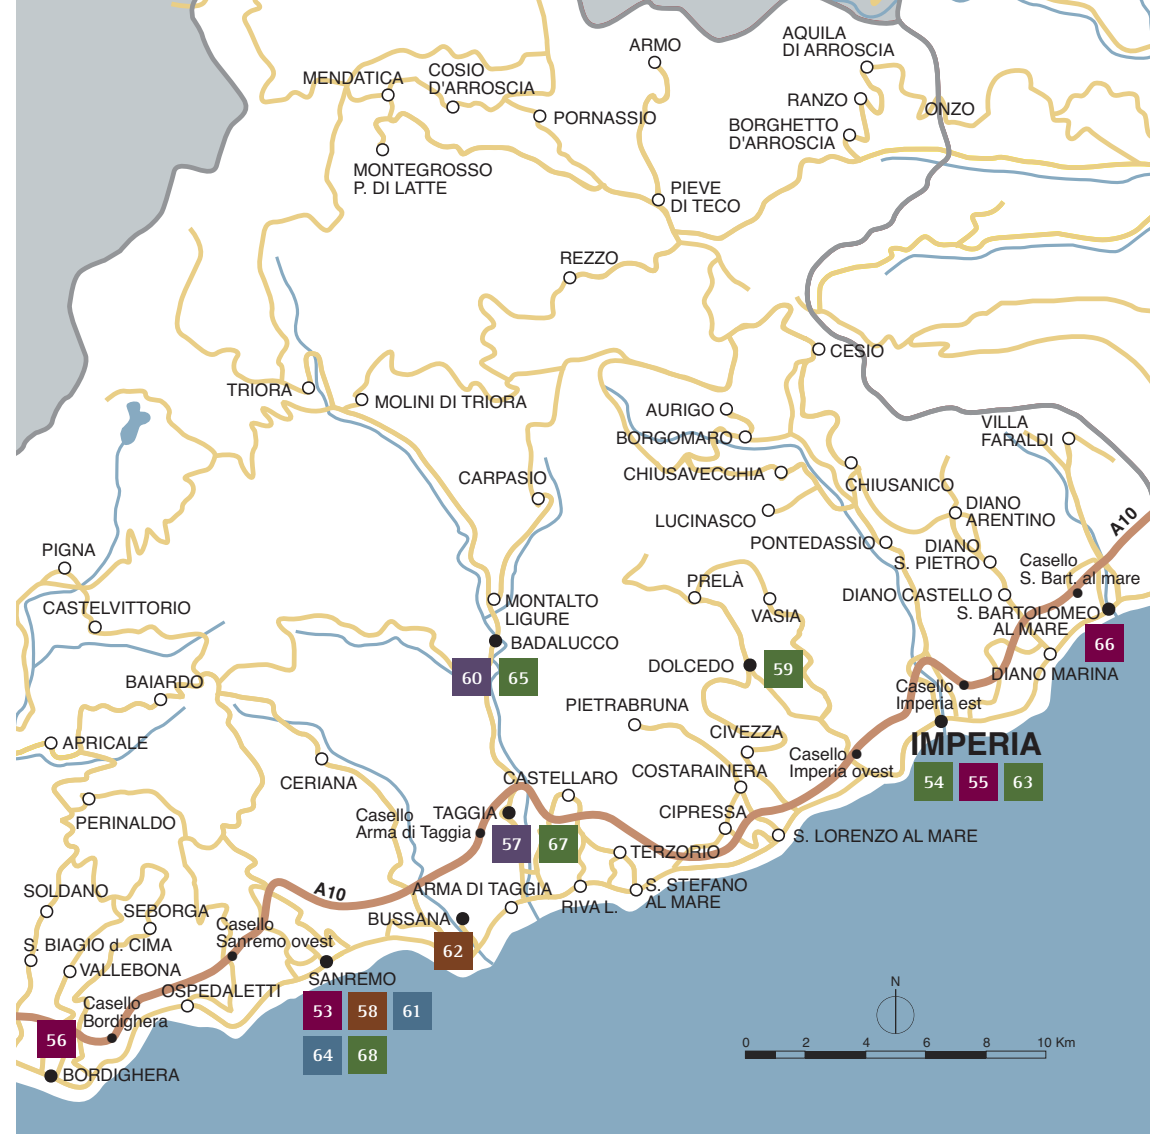 AQUILA
DI ARROSCIA
ARMO
COSIO
D'ARROSCIA
MENDATICA
RANZO
ONZO
PORNASSIO
BORGHETTO
D'ARROSCIA
MONTEGROSSO
P. DI LATTE
PIEVE
DI TECO
REZZO
CESIO
TRIORA
MOLINI DI TRIORA
AURIGO
BORGOMARO
VILLA
FARALDI
CARPASIO
CHIUSAVECCHIA
CHIUSANICO
LUCINASCO
DIANO
ARENTINO
A10
PIGNA
PONTEDASSIO
DIANO
S. PIETRO
Casello
S. Bart. al mare
PRELÀ
DIANO CASTELLO
CASTELVITTORIO
MONTALTO
LIGURE
VASIA
S. BARTOLOMEO
AL MARE
BADALUCCO
66
60
65
DOLCEDO
59
DIANO MARINA
BAIARDO
Casello
Imperia est
PIETRABRUNA
APRICALE
CIVEZZA
IMPERIA
CERIANA
CASTELLARO
COSTARAINERA
Casello
Imperia ovest
54
55
63
PERINALDO
Casello
Arma di Taggia
TAGGIA
CIPRESSA
S. LORENZO AL MARE
57
67
TERZORIO
SOLDANO
A10
ARMA DI TAGGIA
S. STEFANO
AL MARE
SEBORGA
BUSSANA
RIVA L.
Casello
Sanremo ovest
S. BIAGIO d. CIMA
62
VALLEBONA
SANREMO
OSPEDALETTI
N
Casello
Bordighera
53
58
61
56
64
68
0
2
4
6
8
10 Km
BORDIGHERA